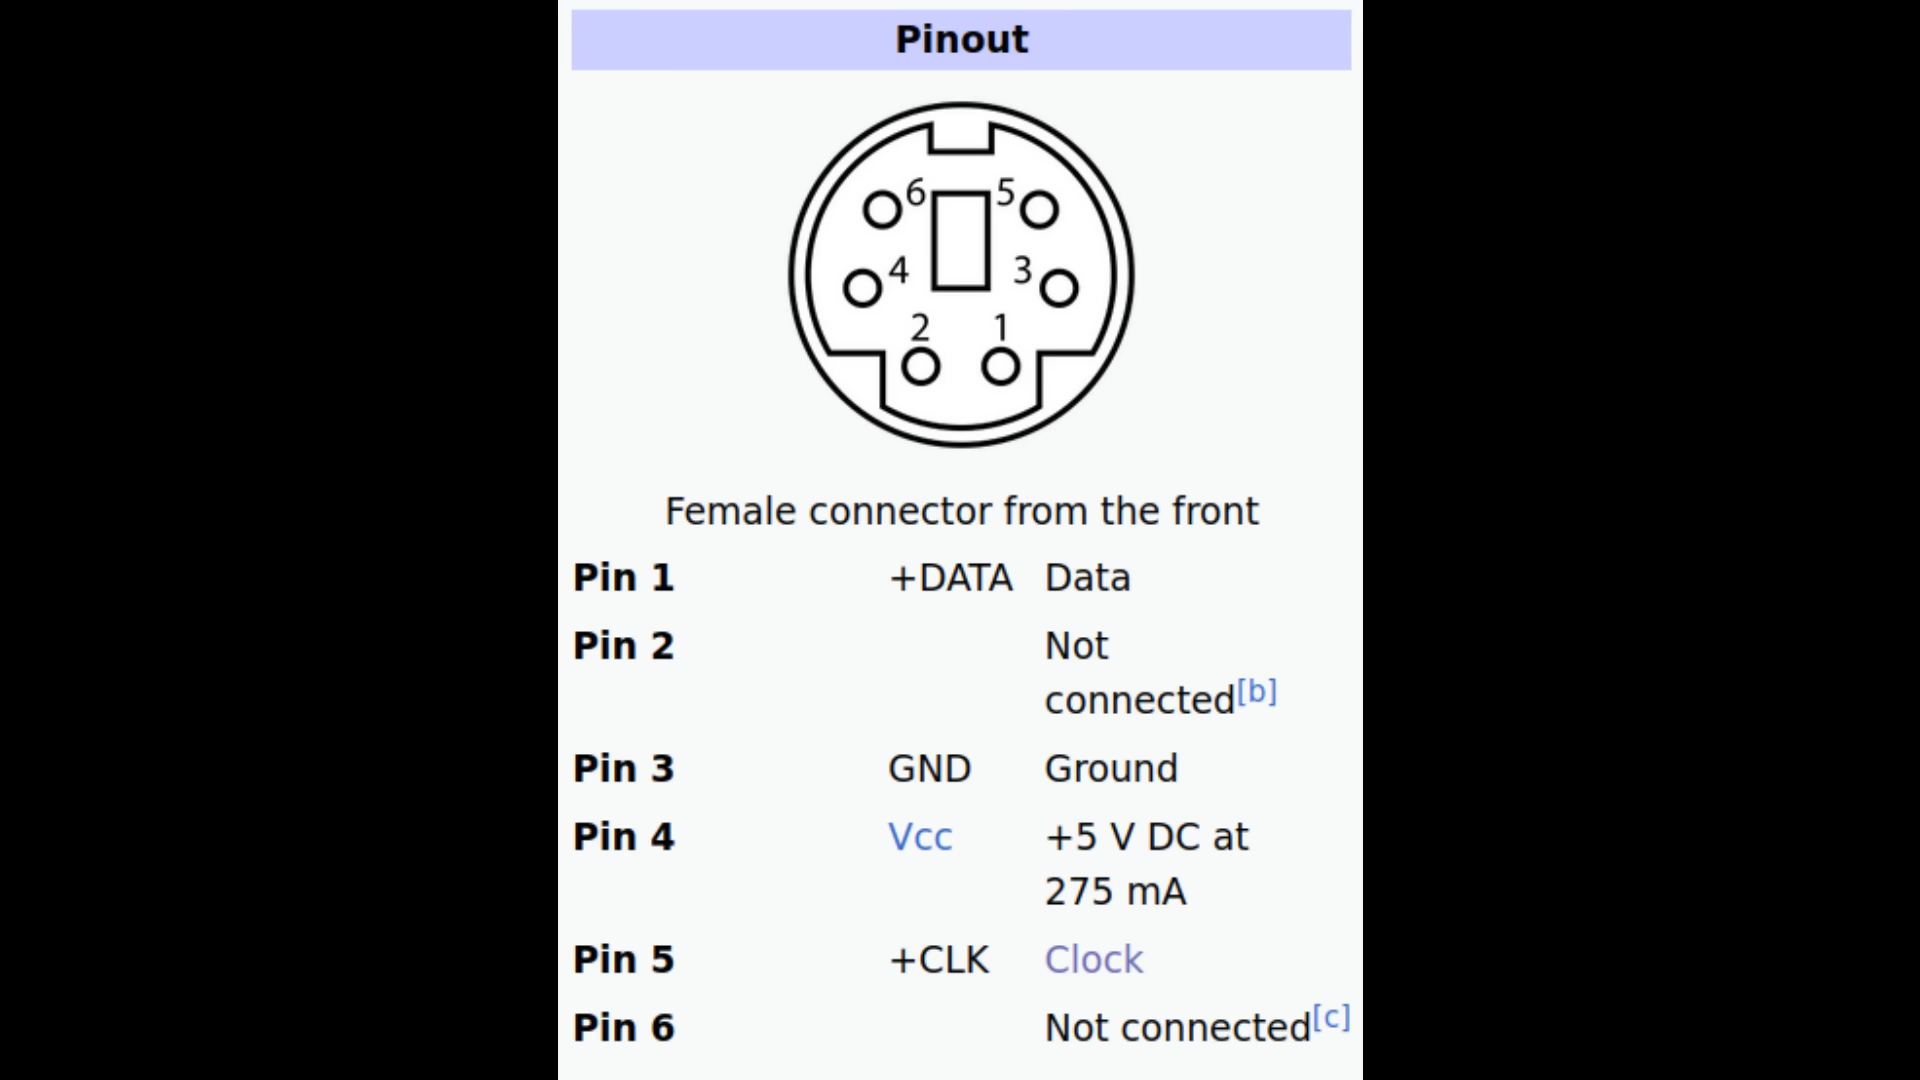 Pinout
6 5
4 3
2 1
Female connector from the front
Pin 1 +DATA Data
Pin 2 Not
connected[b]
Pin 3 GND Ground
Pin 4 Vcc +5 V DC at
275 mA
Pin 5 +CLK Clock
Pin 6 Not connected[c]